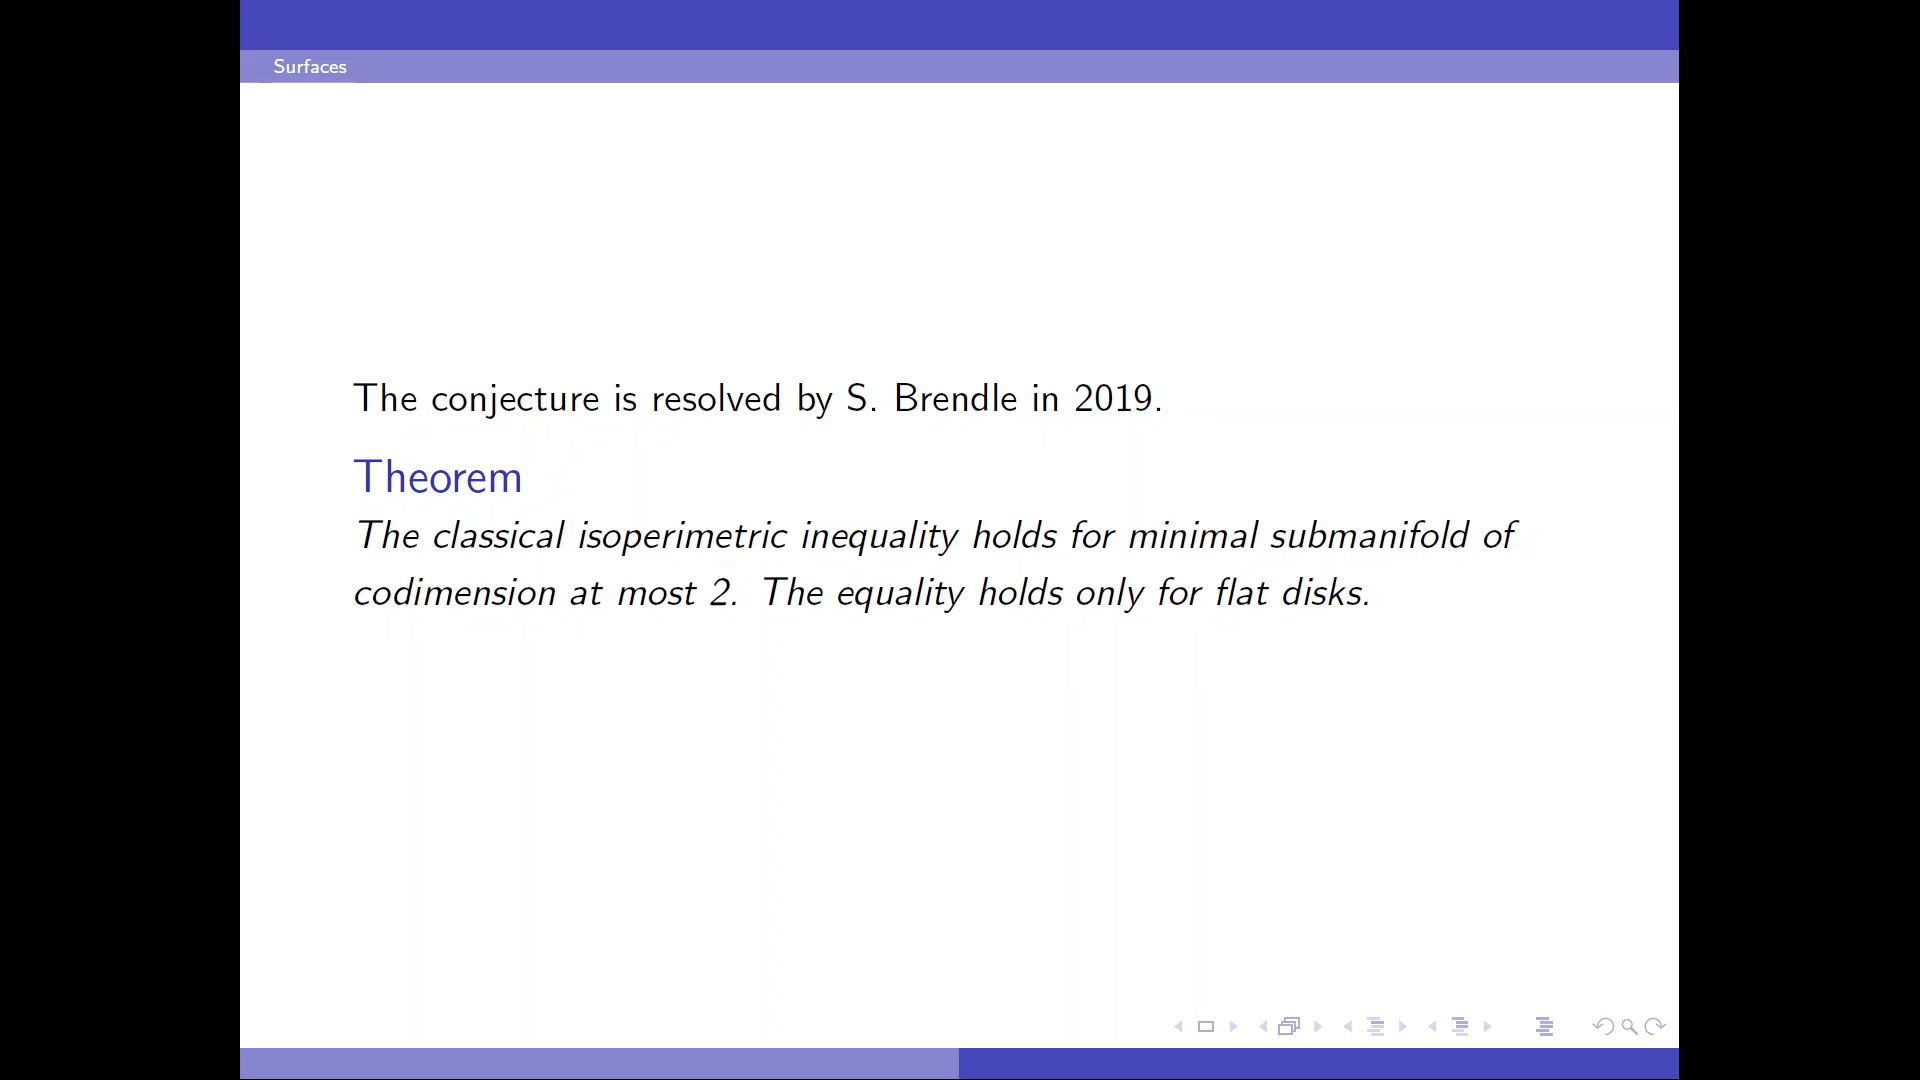 Surfaces
The conjecture is resolved by S. Brendle in 2019.
Theorem
The classical isoperimetric inequality holds for minimal submanifold of
codimension at most 2. The equality holds only for flat disks.